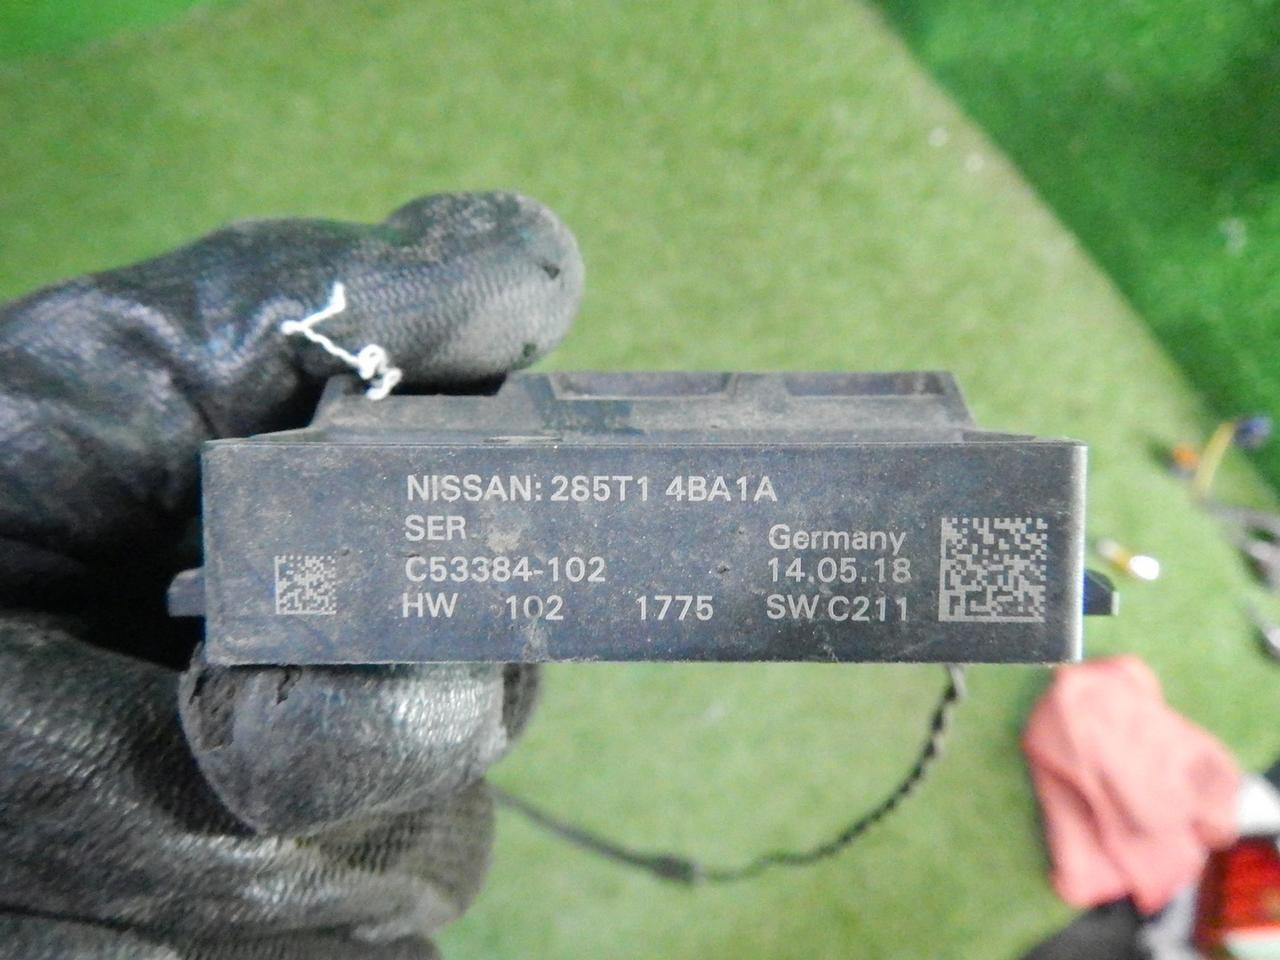 NISSAN: 285T1 4BA1A
SER
Germany
C53384-102 14.05.18
HW 102 1775 SW C211